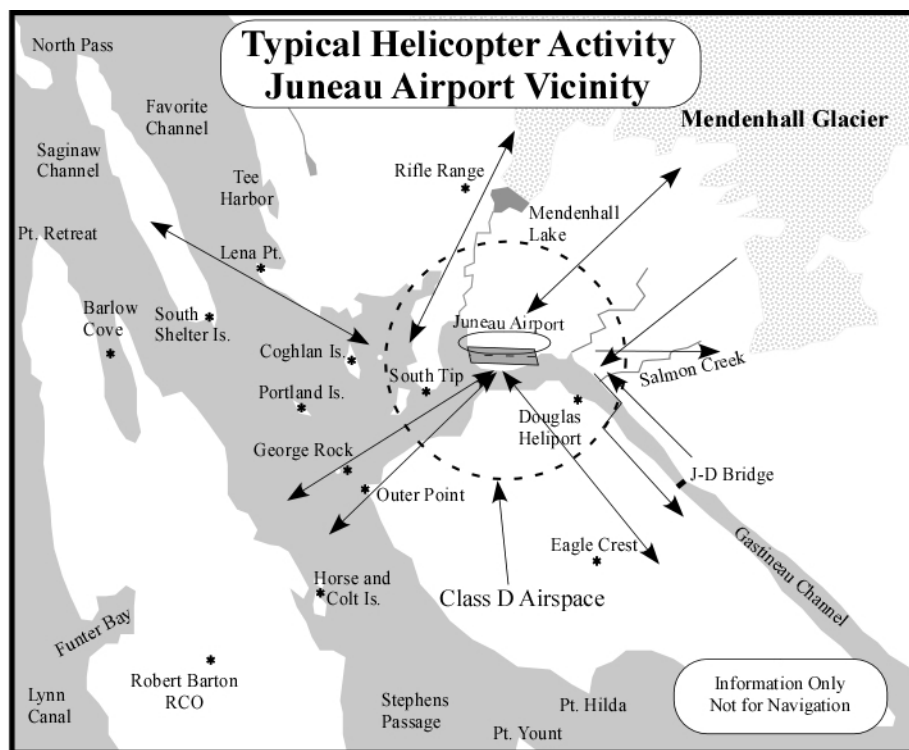 Typical Helicopter Activity
Juneau Airport Vicinity
North Pass
Favorite
Channel
Saginaw
Channel
Tee
Harbor
Pt. Retreat
Lena Pt.
Barlow
Cove
South
Shelter Is.
Rifle Range
Mendenhall Glacier
Mendenhall
Lake
Juneau Airport
Coghlan Is.
South Tip
Salmon Creek
Portland Is.
Douglas
Heliport
George Rock
J-D Bridge
Outer Point
Eagle Crest
Gastineau Channel
Horse and
Colt Is.
Class D Airspace
Funter Bay
Robert Barton
RCO
Lynn
Canal
Stephens
Passage
Pt. Hilda
Pt. Yount
Information Only
Not for Navigation